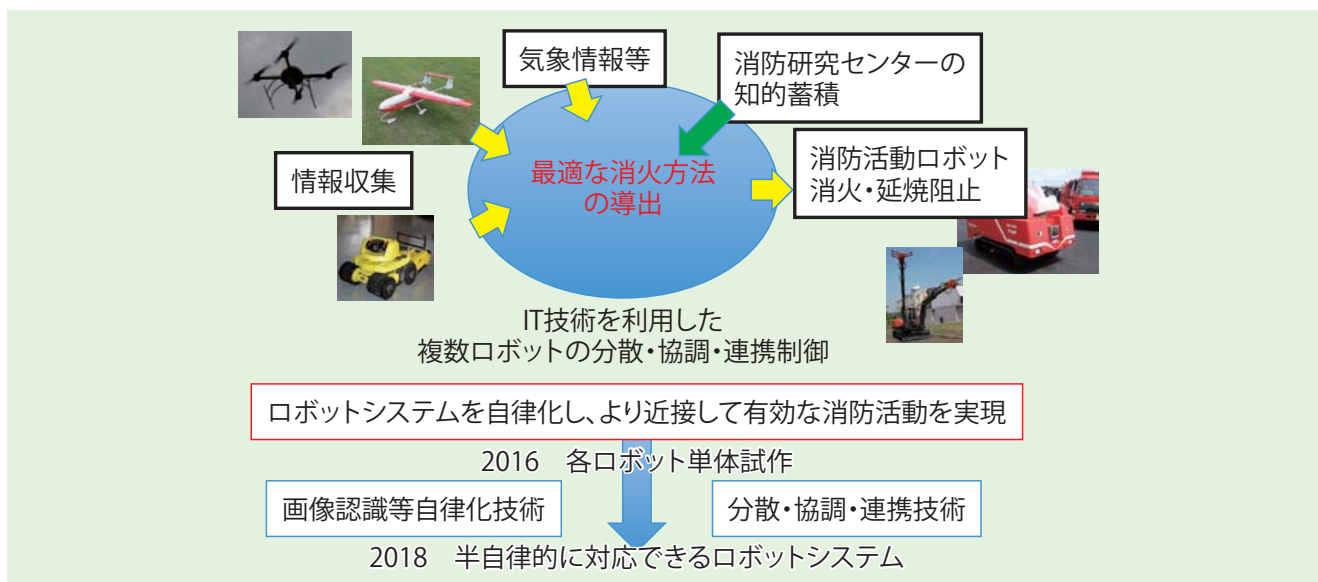 気象情報等
消防研究センターの
知的蓄積
情報収集
最適な消火方法
の導出
消防活動ロボット
消火・延焼阻止
IT技術を利用した
複数ロボットの分散・協調・連携制御
ロボットシステムを自律化し、より近接して有効な消防活動を実現
2016　各ロボット単体試作
画像認識等自律化技術
分散・協調・連携技術
2018　半自律的に対応できるロボットシステム